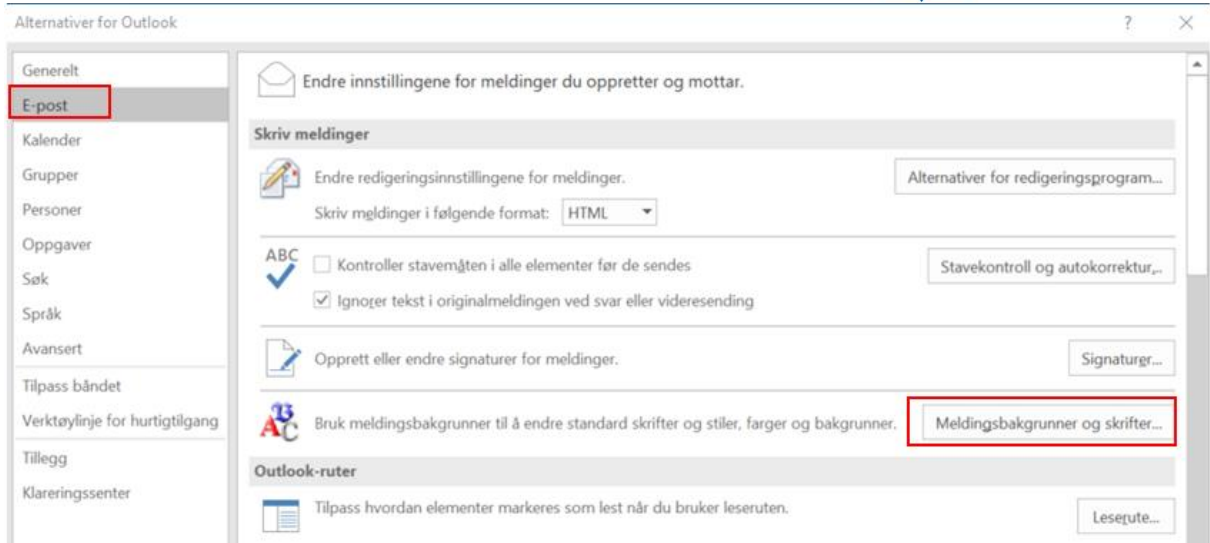 Alternativer for Outlook
?
Generelt
E-post
Kalender
Grupper
Personer
Oppgaver
Søk
Språk
Avansert
Tilpass båndet
Verktøylinje for hurtigtilgang
Tillegg
Klareringssenter
Endre innstillingene for meldinger du oppretter og mottar.
Skriv meldinger
Endre redigeringsinnstillingene for meldinger.
Alternativer for redigeringsprogram...
Skriv meldinger i følgende format: HTML
ABC
Kontroller stavemåten i alle elementer før de sendes
Stavekontroll og autokorrektur...
Ignorer tekst i originalmeldingen ved svar eller videresending
Opprett eller endre signaturer for meldinger.
Signaturer...
Bruk meldingsbakgrunner til å endre standard skrifter og stiler, farger og bakgrunner.
Meldingsbakgrunner og skrifter...
Outlook-ruter
Tilpass hvordan elementer markeres som lest når du bruker leseruten.
Leserute...